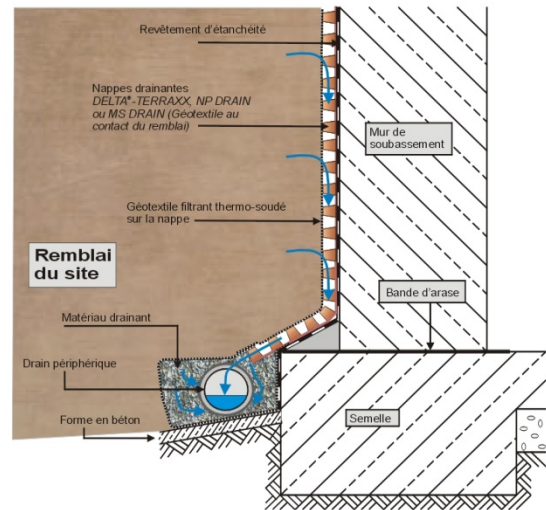 Revêtement d'étanchéité
Nappes drainantes
DELTA®-TERRAXX, NP DRAIN
ou MS DRAIN (Géotextile au
contact du remblai)
Mur de
soubassement
Géotextile filtrant thermo-soudé
sur la nappe
Remblai
du site
Bande d'arase
Matériau drainant
Drain périphérique
Semelle
Forme en béton